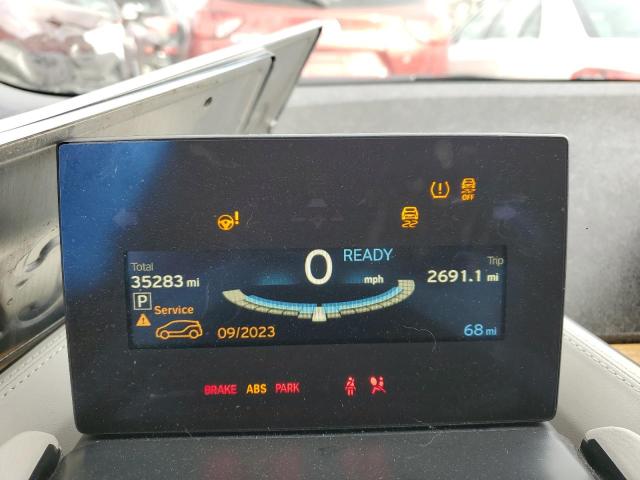 OFF
READY
0
mph
Total
35283 mi
Trip
2691.1 mi
P
Service
09/2023
68 mi
BRAKE ABS PARK